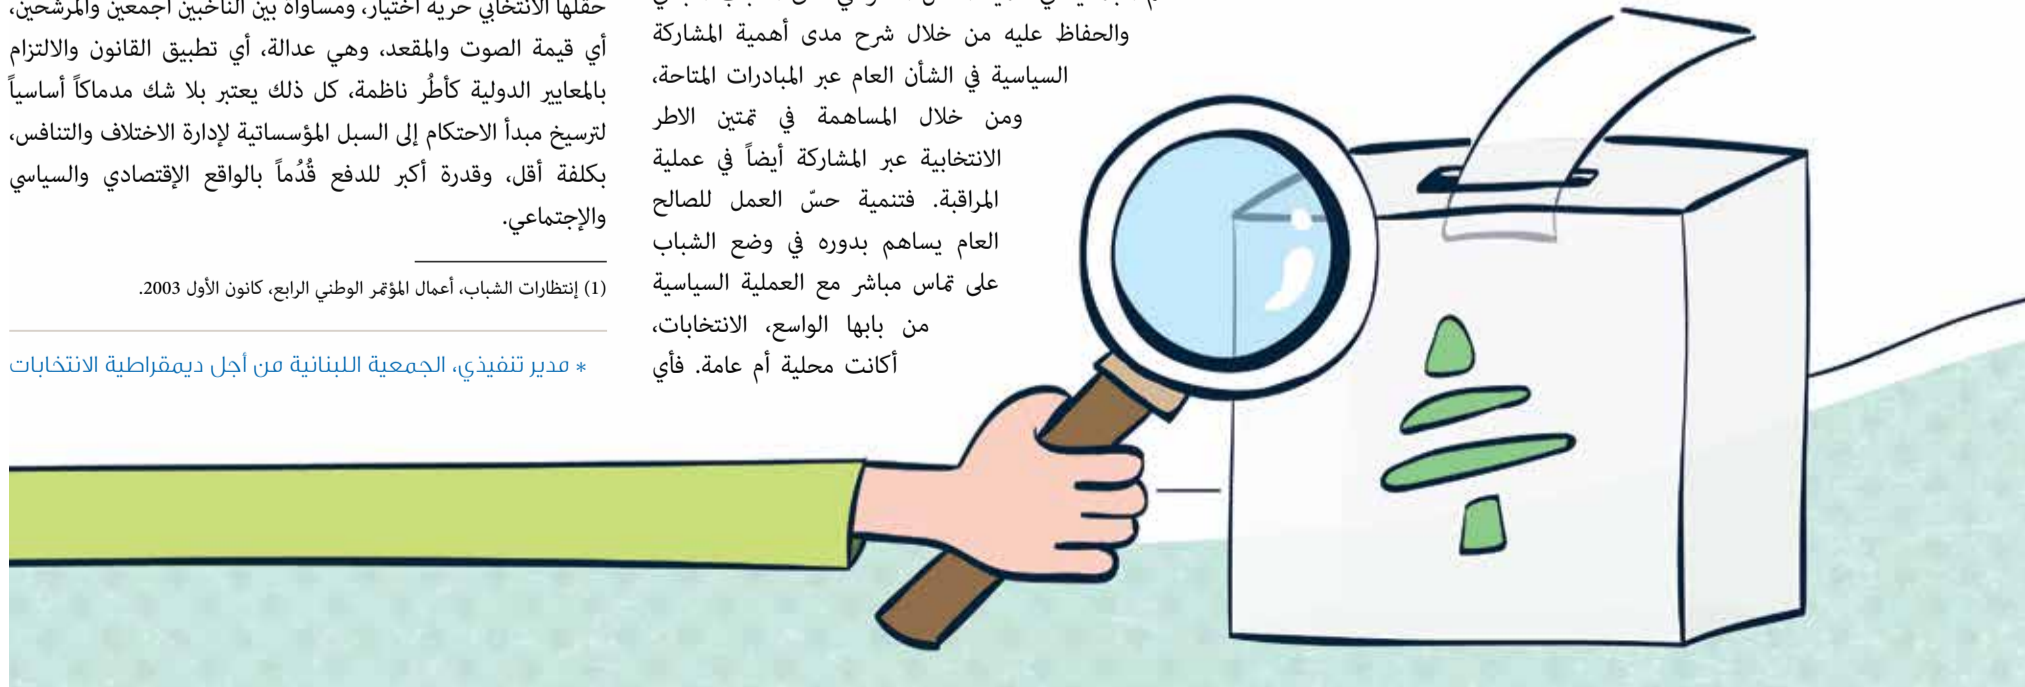 والحفاظ عليه من خلال شرح مدى أهمية المشاركة
السياسية في الشأن العام عبر المبادرات المتاحة،
ومن خلال المساهمة في تمتين الاطر
الانتخابية عبر المشاركة أيضاً في عملية
المراقبة. فتنمية حسّ العمل للصالح
العام يساهم بدوره في وضع الشباب
على تماس مباشر مع العملية السياسية
من بابها الواسع، الانتخابات،
أكانت محلية أم عامة. فأي
حقلها الانتخابي حرية اختيار، ومساواة بين الناخبين أجمعين والمرشحين،
أي قيمة الصوت والمقعد، وهي عدالة، أي تطبيق القانون والالتزام
بالمعايير الدولية كأطُر ناظمة، كل ذلك يعتبر بلا شك مدماكاً أساسياً
لترسيخ مبدأ الاحتكام إلى السبل المؤسساتية لإدارة الاختلاف والتنافس،
بكلفة أقل، وقدرة أكبر للدفع قُدُماً بالواقع الإقتصادي والسياسي
والإجتماعي.
(1) إنتظارات الشباب، أعمال المؤتمر الوطني الرابع، كانون الأول 2003.
* مدير تنفيذي، الجمعية اللبنانية من أجل ديمقراطية الانتخابات